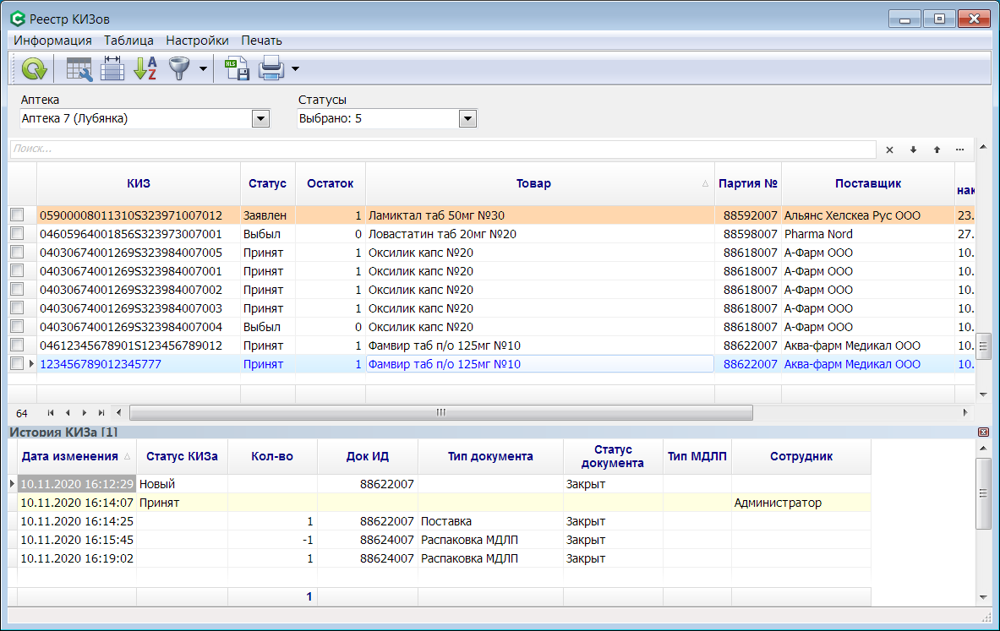 Реестр КИЗов
Информация Таблица Настройки Печать
Аптека Статусы
Аптека 7 (Лубянка) Выбрано: 5
Поиск...
КИЗ Статус Остаток Товар Партия № Поставщик нак
05900008011310S323971007012 Заявлен 1 Ламиктал таб 50мг №30 88592007 Альянс Хелскеа Рус ООО 23.
04605964001856S323973007001 Выбыл 0 Ловастатин таб 20мг №20 88598007 Pharma Nord 27.
04030674001269S323984007005 Принят 1 Оксилик капс №20 88618007 А-Фарм ООО 10.
04030674001269S323984007001 Принят 1 Оксилик капс №20 88618007 А-Фарм ООО 10.
04030674001269S323984007002 Принят 1 Оксилик капс №20 88618007 А-Фарм ООО 10.
04030674001269S323984007003 Принят 1 Оксилик капс №20 88618007 А-Фарм ООО 10.
04030674001269S323984007004 Выбыл 0 Оксилик капс №20 88618007 А-Фарм ООО 10.
04612345678901S123456789012 Принят 1 Фамвир таб п/о 125мг №10 88622007 Аква-фарм Медикал ООО 10.
123456789012345777 Принят 1 Фамвир таб п/о 125мг №10 88622007 Аква-фарм Медикал ООО 10.
64
История КИЗа [1]
Дата изменения Статус КИЗа Кол-во Док ИД Тип документа Статус документа Тип МДЛП Сотрудник
10.11.2020 16:12:29 Новый 88622007 Закрыт
10.11.2020 16:14:07 Принят Администратор
10.11.2020 16:14:25 1 88622007 Поставка Закрыт
10.11.2020 16:15:45 -1 88624007 Распаковка МДЛП Закрыт
10.11.2020 16:19:02 1 88624007 Распаковка МДЛП Закрыт
1